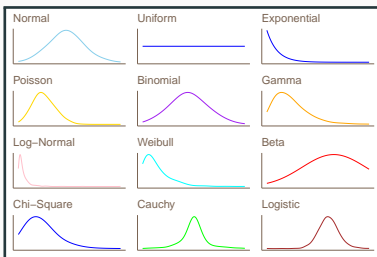 Normal
Uniform
Exponential
Poisson
Binomial
Gamma
Log−Normal
Weibull
Beta
Chi−Square
Cauchy
Logistic